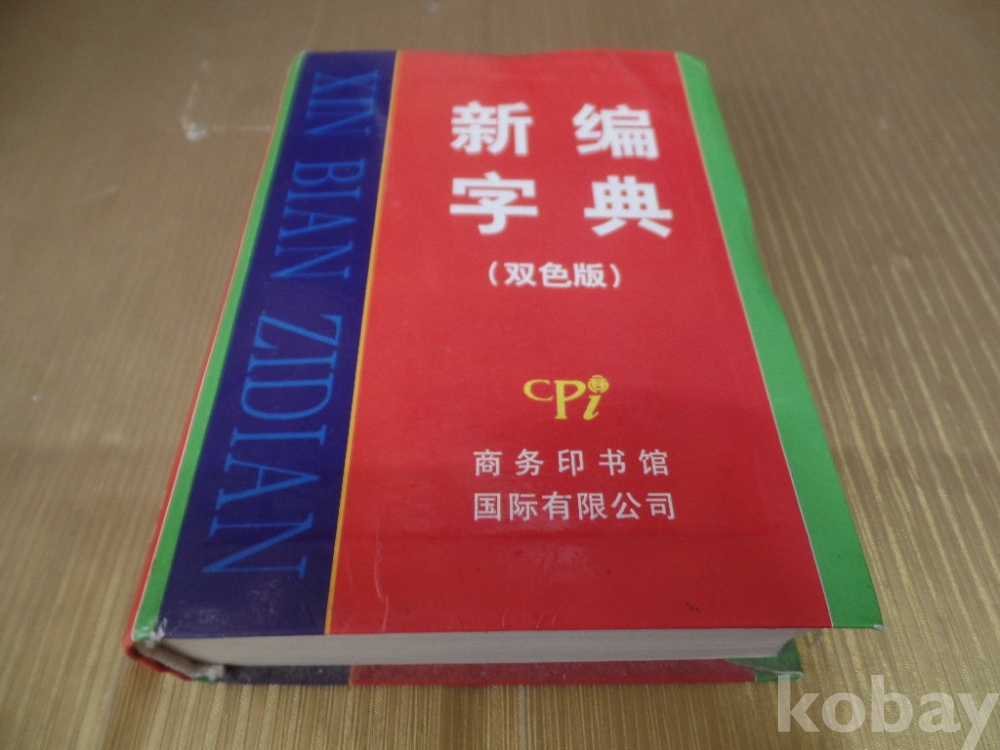 XIN BIAN ZIDIAN
新编
字典
（双色版）
CPi
商务印书馆
国际有限公司
kobay